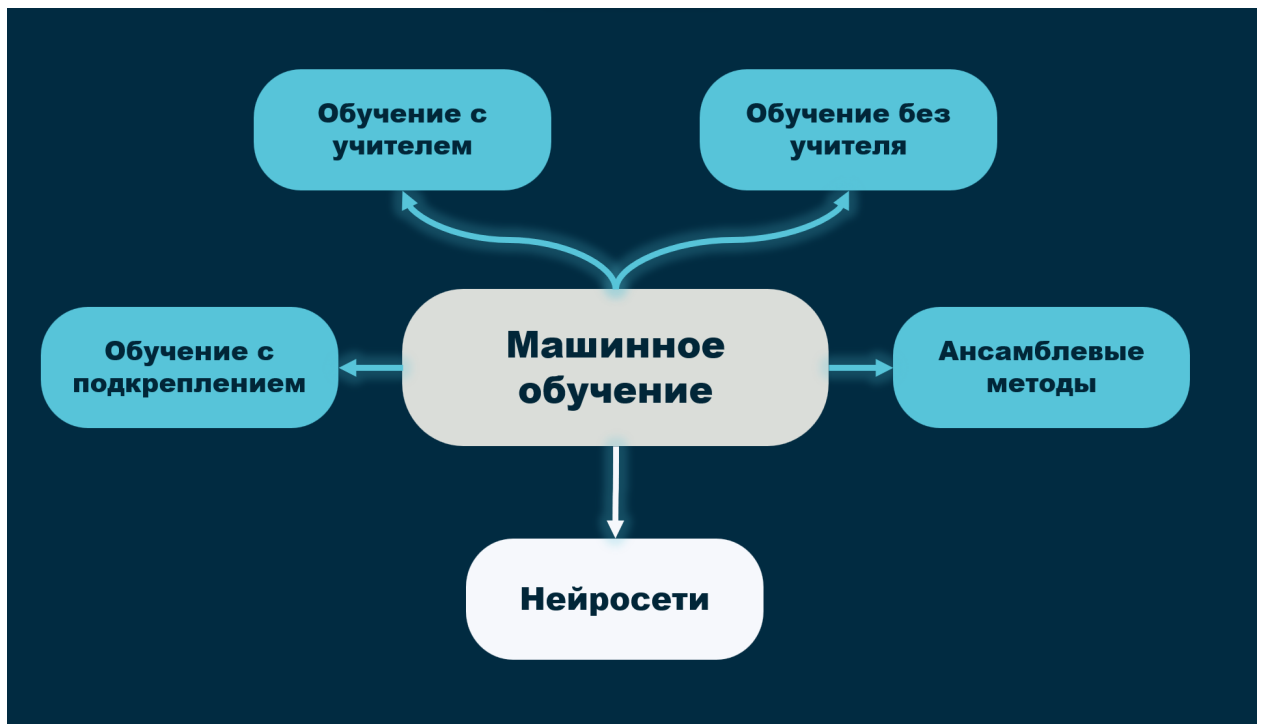 Обучение с
учителем
Обучение без
учителя
Обучение с
подкреплением
Машинное
обучение
Ансамблевые
методы
Нейросети